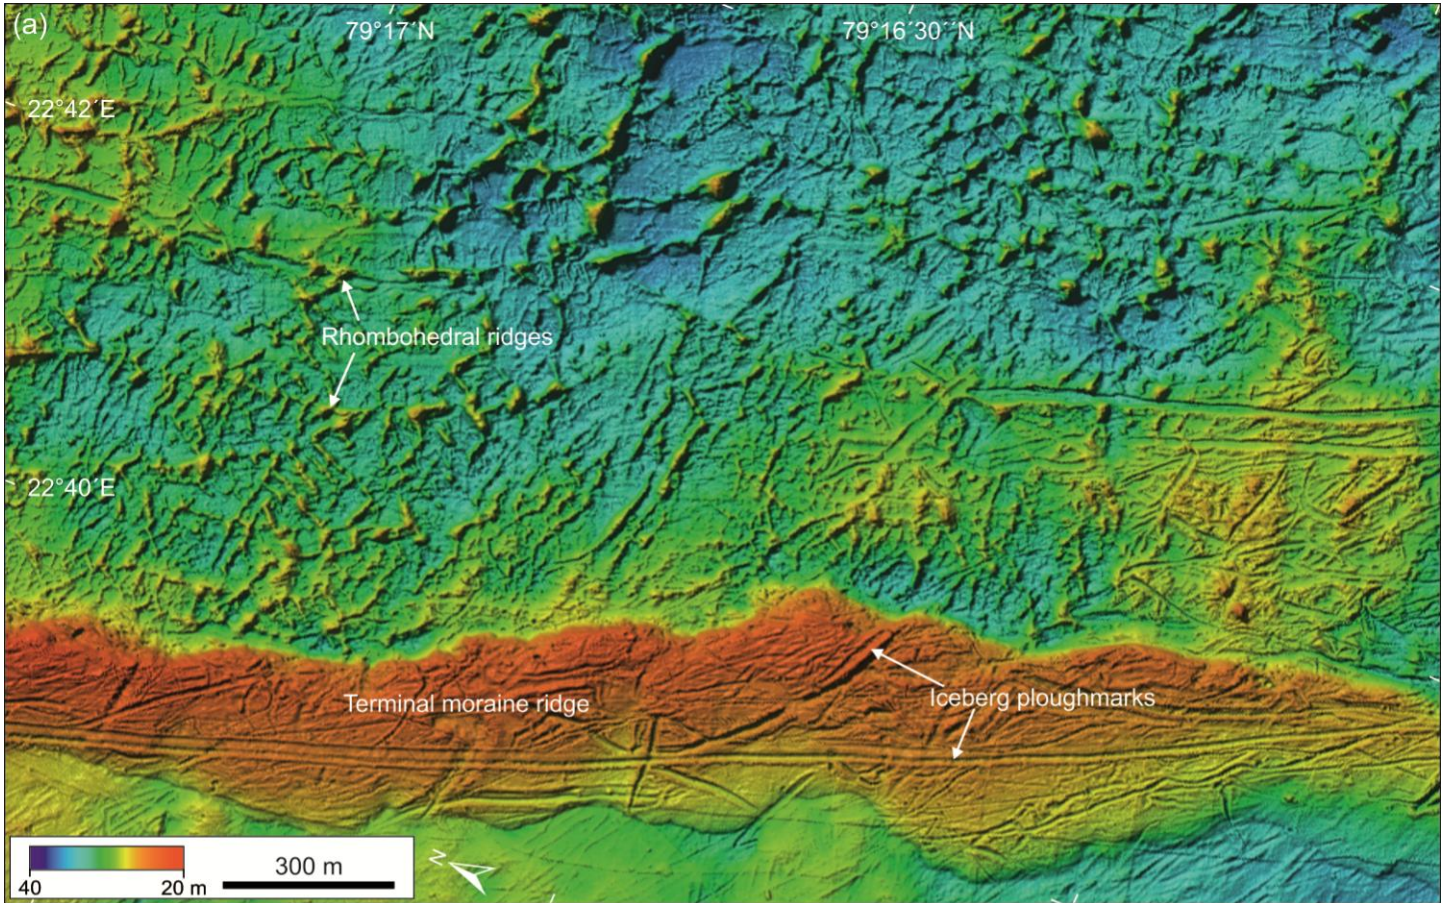 (a)
79°17´N
79°16´30´´N
22°42´E
Rhombohedral ridges
22°40´E
Iceberg ploughmarks
Terminal moraine ridge
300 m
N
40
20 m